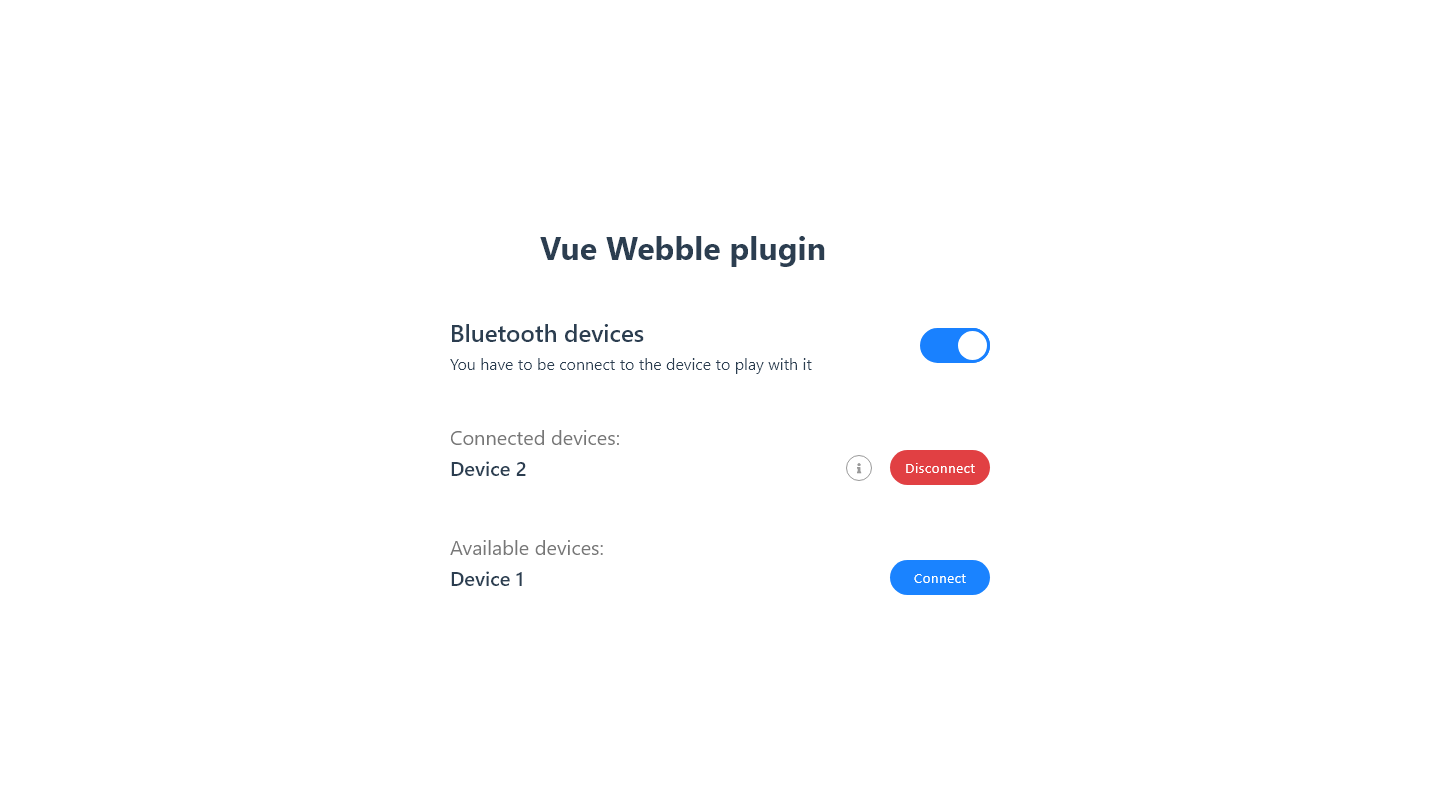 Vue Webble plugin
Bluetooth devices
You have to be connect to the device to play with it
Connected devices:
Device 2
i
Disconnect
Available devices:
Device 1
Connect